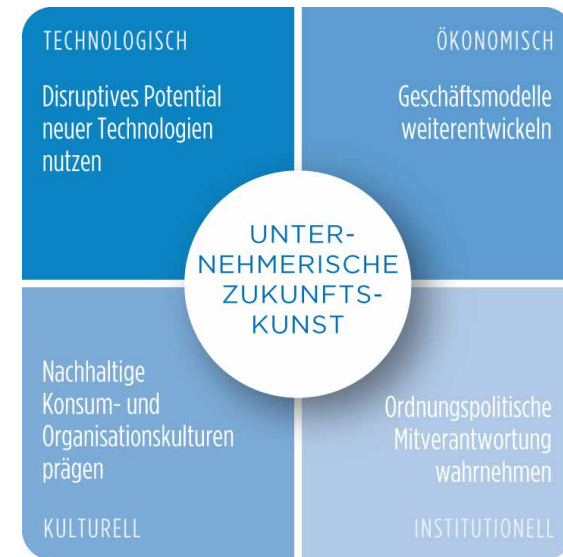 TECHNOLOGISCH
Disruptives Potential
neuer Technologien
nutzen
ÖKONOMISCH
Geschäftsmodelle
weiterentwickeln
UNTER-
NEHMERISCHE
ZUKUNFTS-
KUNST
Nachhaltige
Konsum- und
Organisationskulturen
prägen
KULTURELL
Ordnungspolitische
Mitverantwortung
wahrnehmen
INSTITUTIONELL